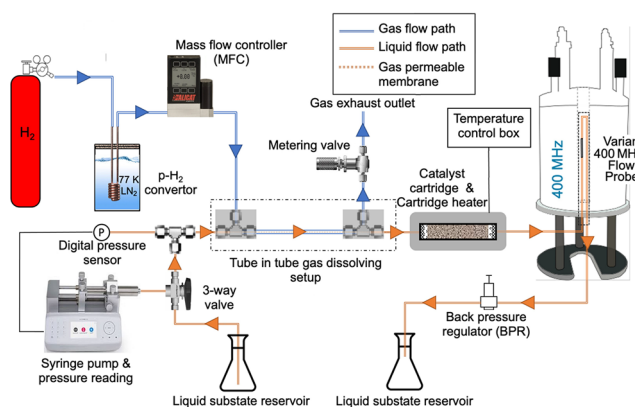 Mass flow controller
(MFC)
Gas flow path
Liquid flow path
Gas permeable
membrane
Gas exhaust outlet
Metering valve
Temperature
control box
H2
77 K
LN2
p-H2
convertor
Catalyst
cartridge &
Cartridge heater
400 MHz
Varian
400 MH
Flow
Probe
P
Digital pressure
sensor
Tube in tube gas dissolving
setup
3-way
valve
Back pressure
regulator (BPR)
Syringe pump &
pressure reading
Liquid substate reservoir
Liquid substate reservoir